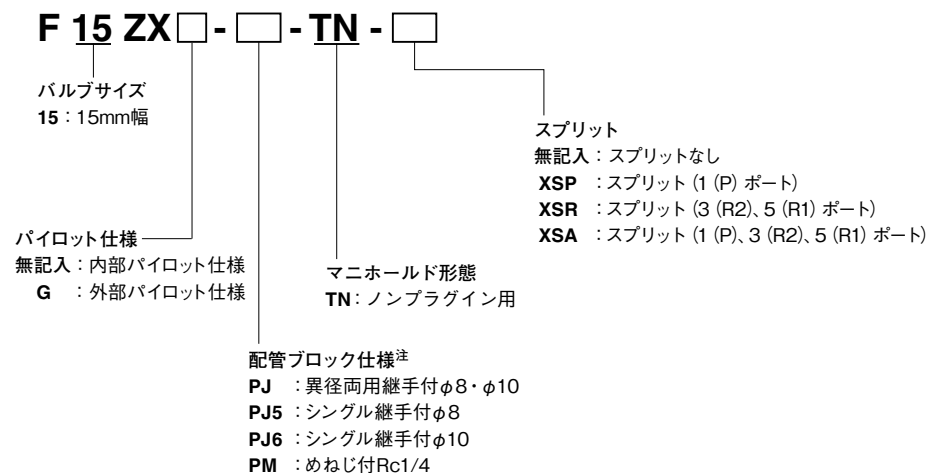 F 15 ZX□ - □ - TN - □
バルブサイズ
15：15mm幅
スプリット
無記入：スプリットなし
XSP ：スプリット（1（P）ポート）
XSR ：スプリット（3（R2）、5（R1）ポート）
XSA ：スプリット（1（P）、3（R2）、5（R1）ポート）
パイロット仕様
無記入：内部パイロット仕様
G ：外部パイロット仕様
マニホールド形態
TN：ノンプラグイン用
配管ブロック仕様注
PJ ：異径両用継手付φ8・φ10
PJ5 ：シングル継手付φ8
PJ6 ：シングル継手付φ10
PM ：めねじ付Rc1/4